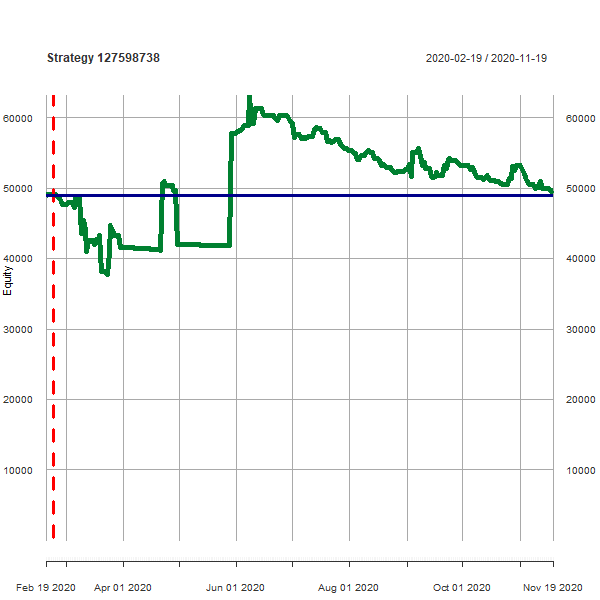 Strategy 127598738
2020-02-19 / 2020-11-19
60000
60000
50000
50000
40000
40000
Equity
30000
30000
20000
20000
10000
10000
Feb 19 2020
Apr 01 2020
Jun 01 2020
Aug 01 2020
Oct 01 2020
Nov 19 2020